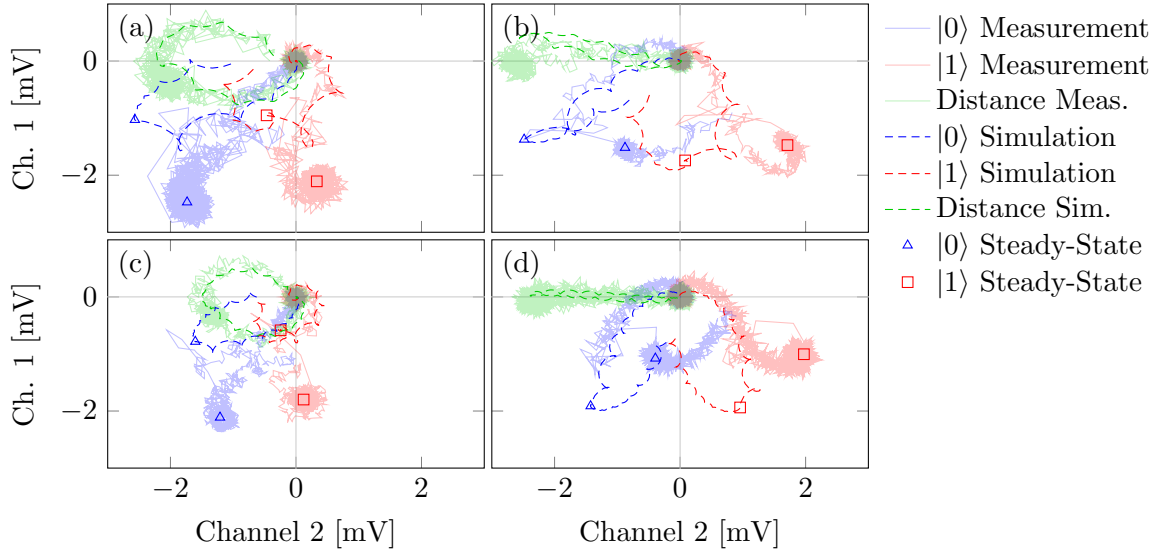 (a)
(b)
0
−2
Ch. 1 [mV]
|0⟩ Measurement
|1⟩ Measurement
Distance Meas.
|0⟩ Simulation
|1⟩ Simulation
Distance Sim.
|0⟩ Steady-State
|1⟩ Steady-State
(c)
(d)
0
−2
Ch. 1 [mV]
−2 0 2
−2 0 2
Channel 2 [mV]
Channel 2 [mV]